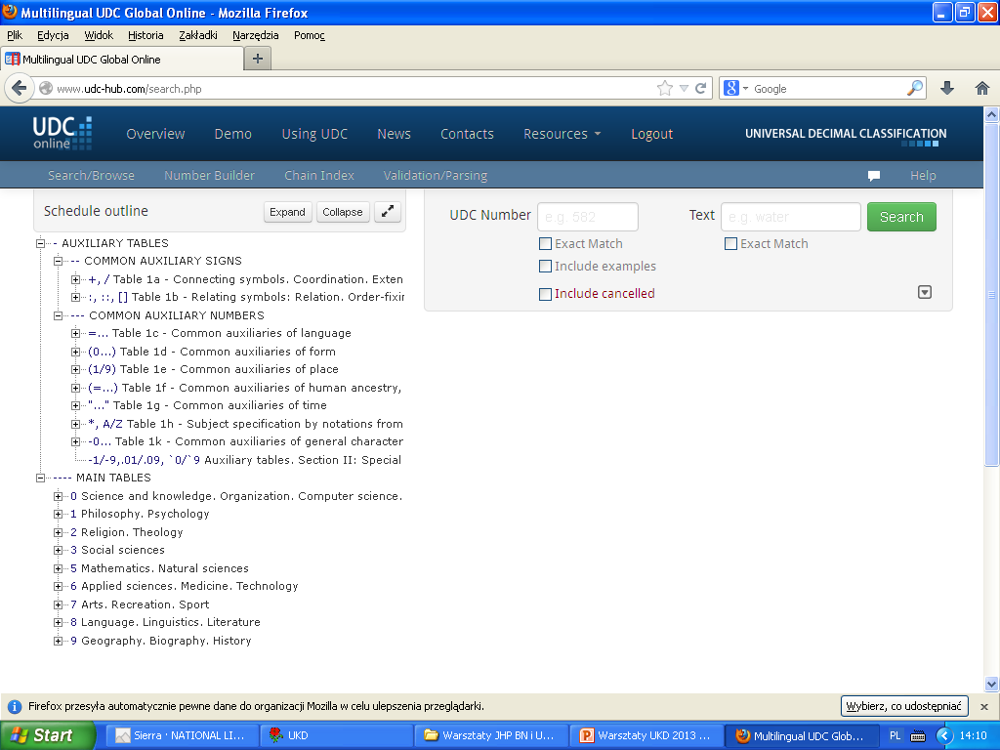 Multilingual UDC Global Online - Mozilla Firefox
Plik Edycja Widok Historia Zakładki Narzędzia Pomoc
Multilingual UDC Global Online
www.udc-hub.com/search.php
Google
UDC online
Overview Demo Using UDC News Contacts Resources Logout
UNIVERSAL DECIMAL CLASSIFICATION
Search/Browse Number Builder Chain Index Validation/Parsing Help
Schedule outline Expand Collapse
UDC Number e.g. 582 Text e.g. water Search
Exact Match Exact Match
Include examples
Include cancelled
- AUXILIARY TABLES
-- COMMON AUXILIARY SIGNS
+, / Table 1a - Connecting symbols. Coordination. Exten
:, ::, [] Table 1b - Relating symbols: Relation. Order-fixin
--- COMMON AUXILIARY NUMBERS
=... Table 1c - Common auxiliaries of language
(0...) Table 1d - Common auxiliaries of form
(1/9) Table 1e - Common auxiliaries of place
(=...) Table 1f - Common auxiliaries of human ancestry,
"..." Table 1g - Common auxiliaries of time
*, A/Z Table 1h - Subject specification by notations from
-0... Table 1k - Common auxiliaries of general character
-1/-9,.01/.09, `0/`9 Auxiliary tables. Section II: Special
---- MAIN TABLES
0 Science and knowledge. Organization. Computer science.
1 Philosophy. Psychology
2 Religion. Theology
3 Social sciences
5 Mathematics. Natural sciences
6 Applied sciences. Medicine. Technology
7 Arts. Recreation. Sport
8 Language. Linguistics. Literature
9 Geography. Biography. History
Firefox przesyła automatycznie pewne dane do organizacji Mozilla w celu ulepszenia przeglądarki. Wybierz, co udostępniać
Start Sierra · NATIONAL LI... UKD Warsztaty JHP BN i U... Warsztaty UKD 2013 ... Multilingual UDC Glob... PL 14:10